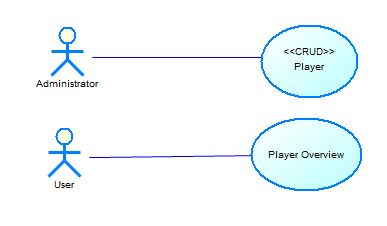 <<CRUD>>
Player
Administrator
Player Overview
User